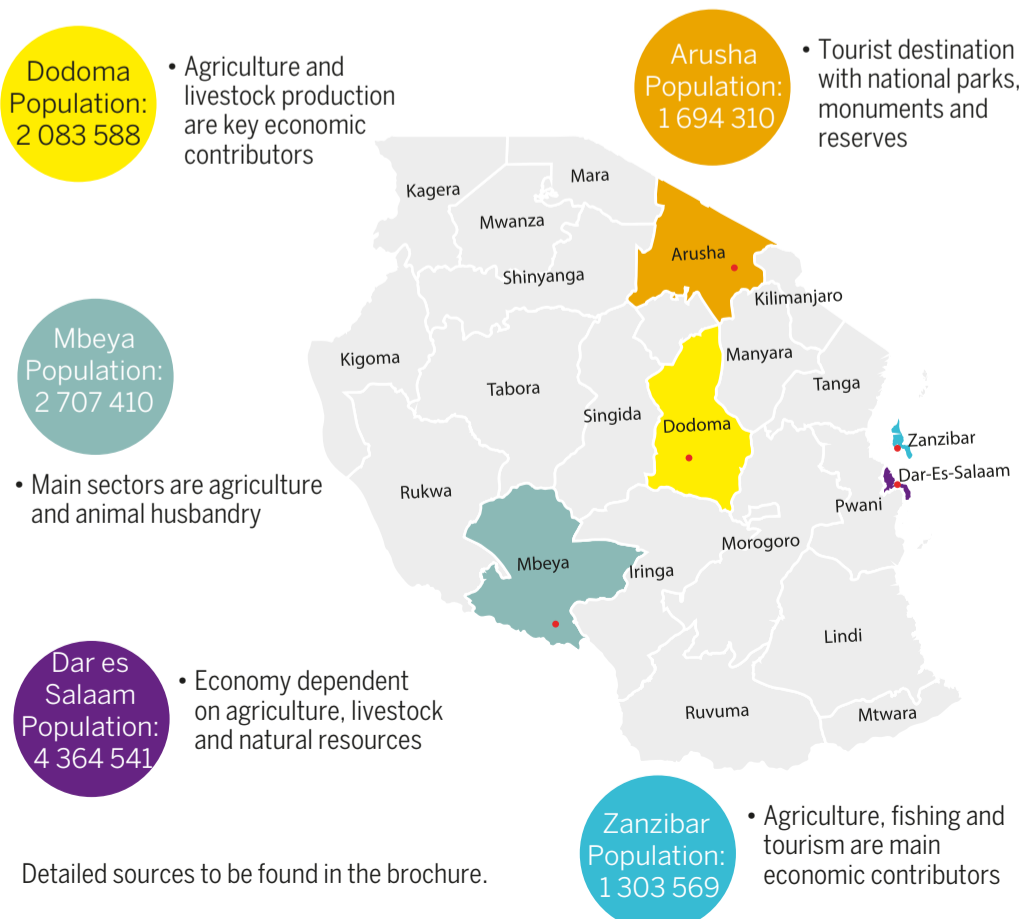 Dodoma
Population:
2 083 588
• Agriculture and
livestock production
are key economic
contributors
Arusha
Population:
1 694 310
• Tourist destination
with national parks,
monuments and
reserves
Kagera
Mara
Mwanza
Arusha
Shinyanga
Kilimanjaro
Mbeya
Population:
2 707 410
• Main sectors are agriculture
and animal husbandry
Kigoma
Manyara
Tabora
Tanga
Singida
Dodoma
Zanzibar
Dar-Es-Salaam
Rukwa
Pwani
Morogoro
Mbeya
Iringa
Lindi
Ruvuma
Mtwara
Dar es
Salaam
Population:
4 364 541
• Economy dependent
on agriculture, livestock
and natural resources
Zanzibar
Population:
1 303 569
• Agriculture, fishing and
tourism are main
economic contributors
Detailed sources to be found in the brochure.